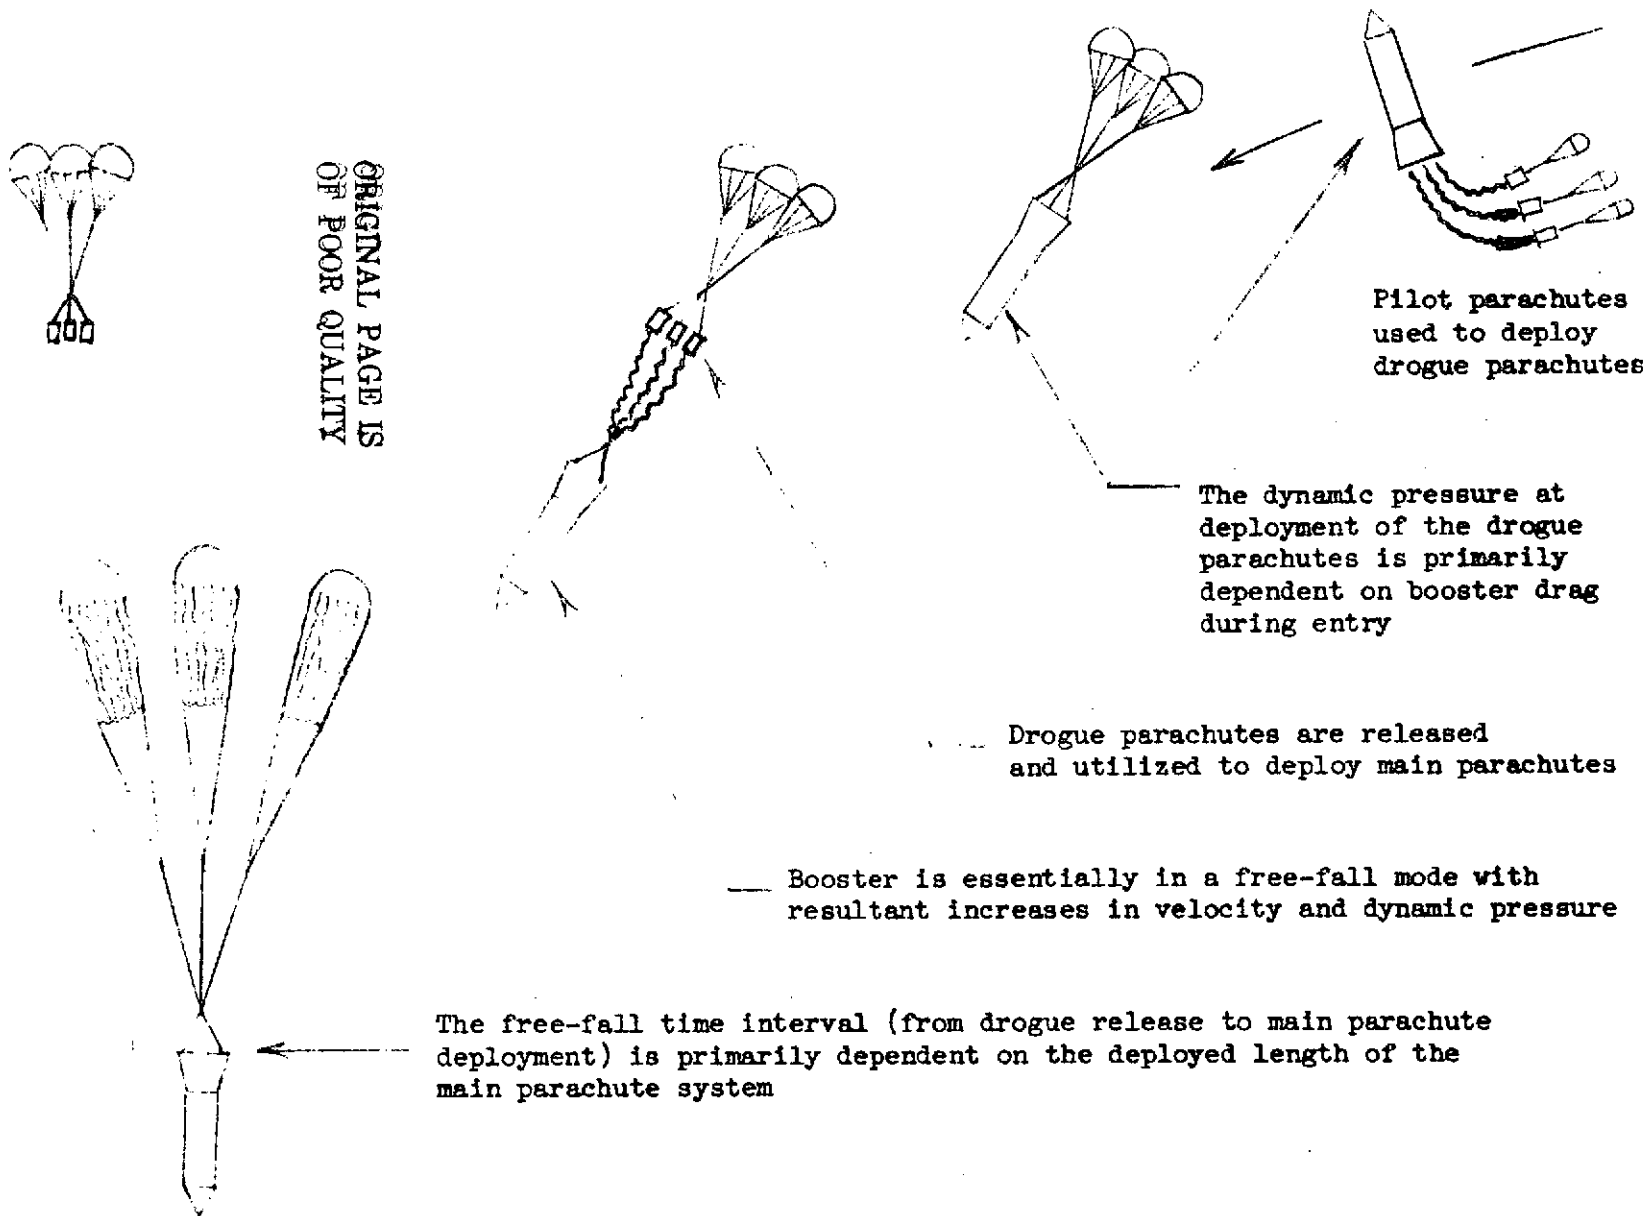 ORIGINAL PAGE IS
OF POOR QUALITY
Pilot parachutes
used to deploy
drogue parachutes
The dynamic pressure at
deployment of the drogue
parachutes is primarily
dependent on booster drag
during entry
Drogue parachutes are released
and utilized to deploy main parachutes
Booster is essentially in a free-fall mode with
resultant increases in velocity and dynamic pressure
The free-fall time interval (from drogue release to main parachute
deployment) is primarily dependent on the deployed length of the
main parachute system